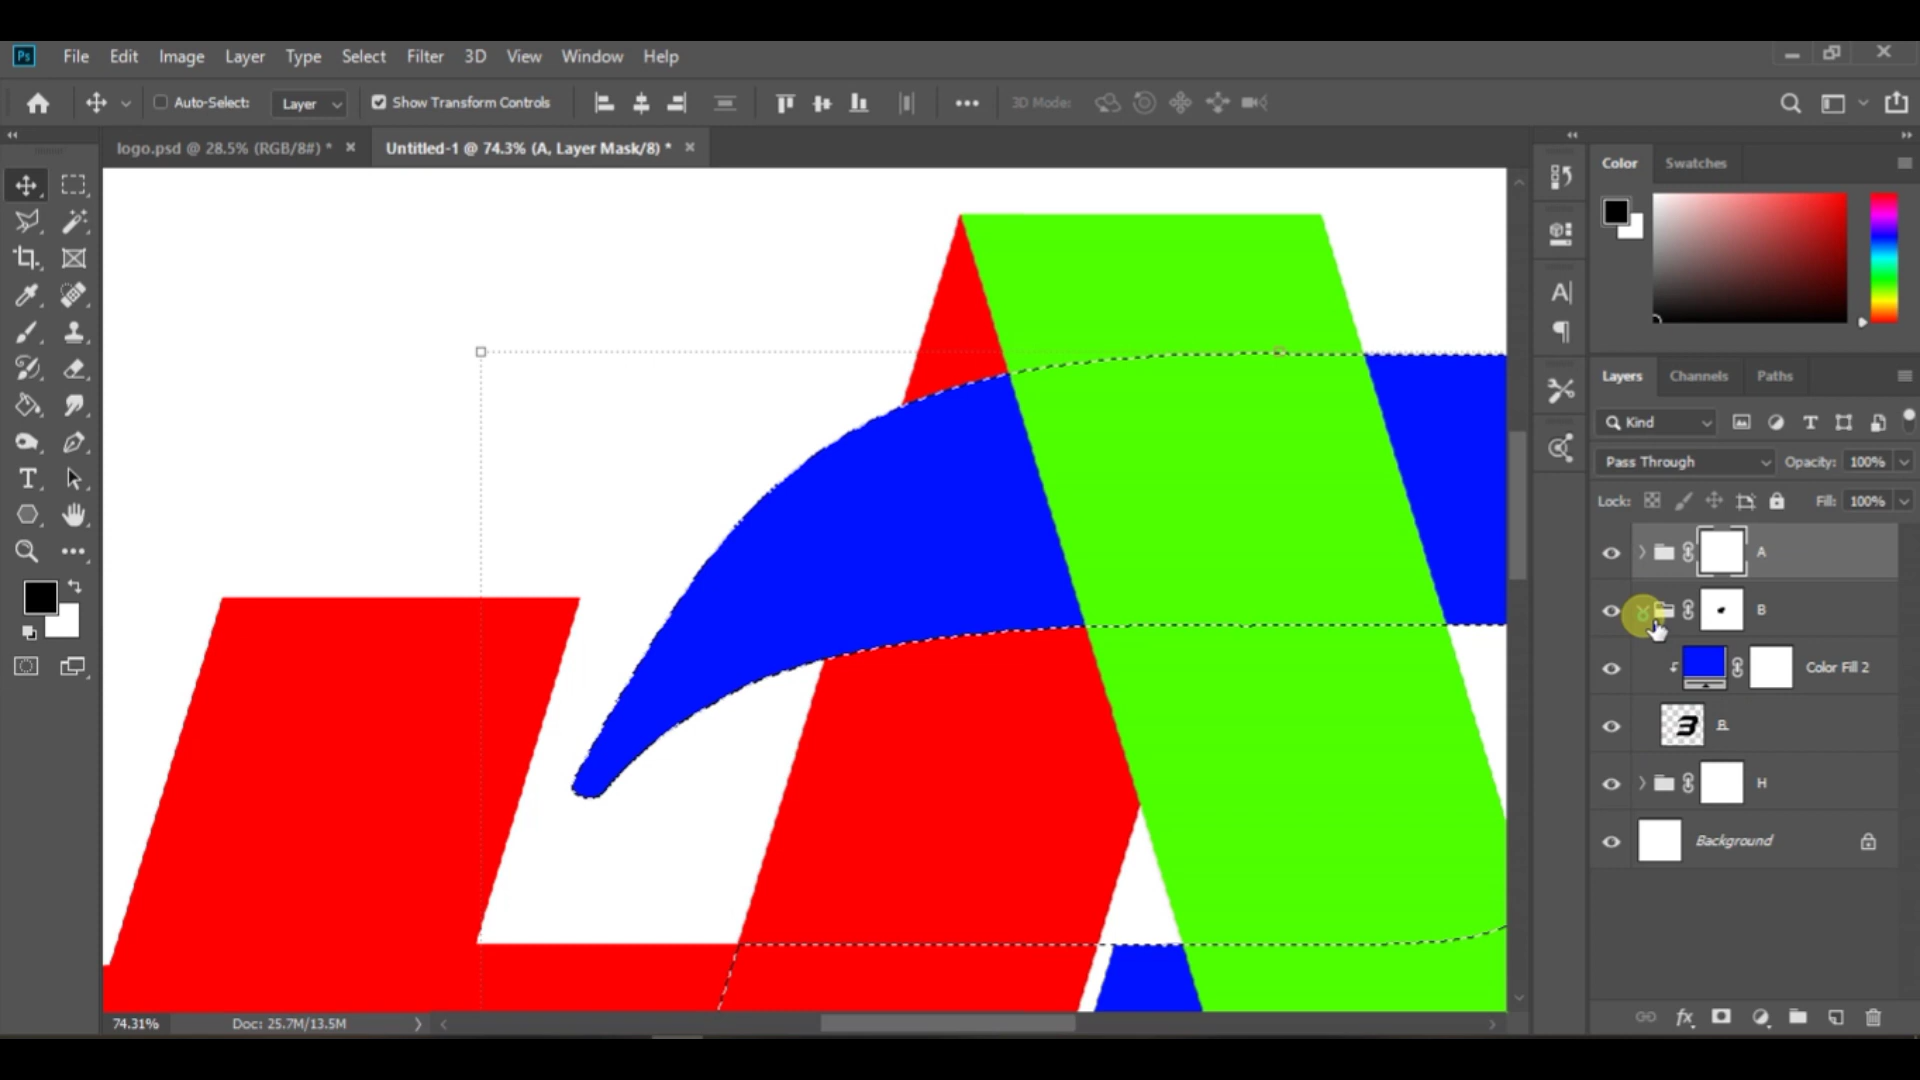 Ps File Edit Image Layer Type Select Filter 3D View Window Help
Auto-Select: Layer Show Transform Controls 3D Mode:
logo.psd @ 28.5% (RGB/8#) * Untitled-1 @ 74.3% (A, Layer Mask/8) *
Color Swatches
Layers Channels Paths
Kind
Pass Through Opacity: 100%
Lock: Fill: 100%
A
B
Color Fill 2
3
H
Background
74.31% Doc: 25.7M/13.5M